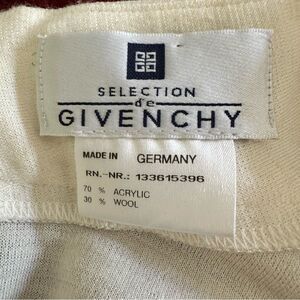 SELECTION
de
GIVENCHY
MADE IN GERMANY
RN.-NR.: 133615396
70 % ACRYLIC
30 % WOOL